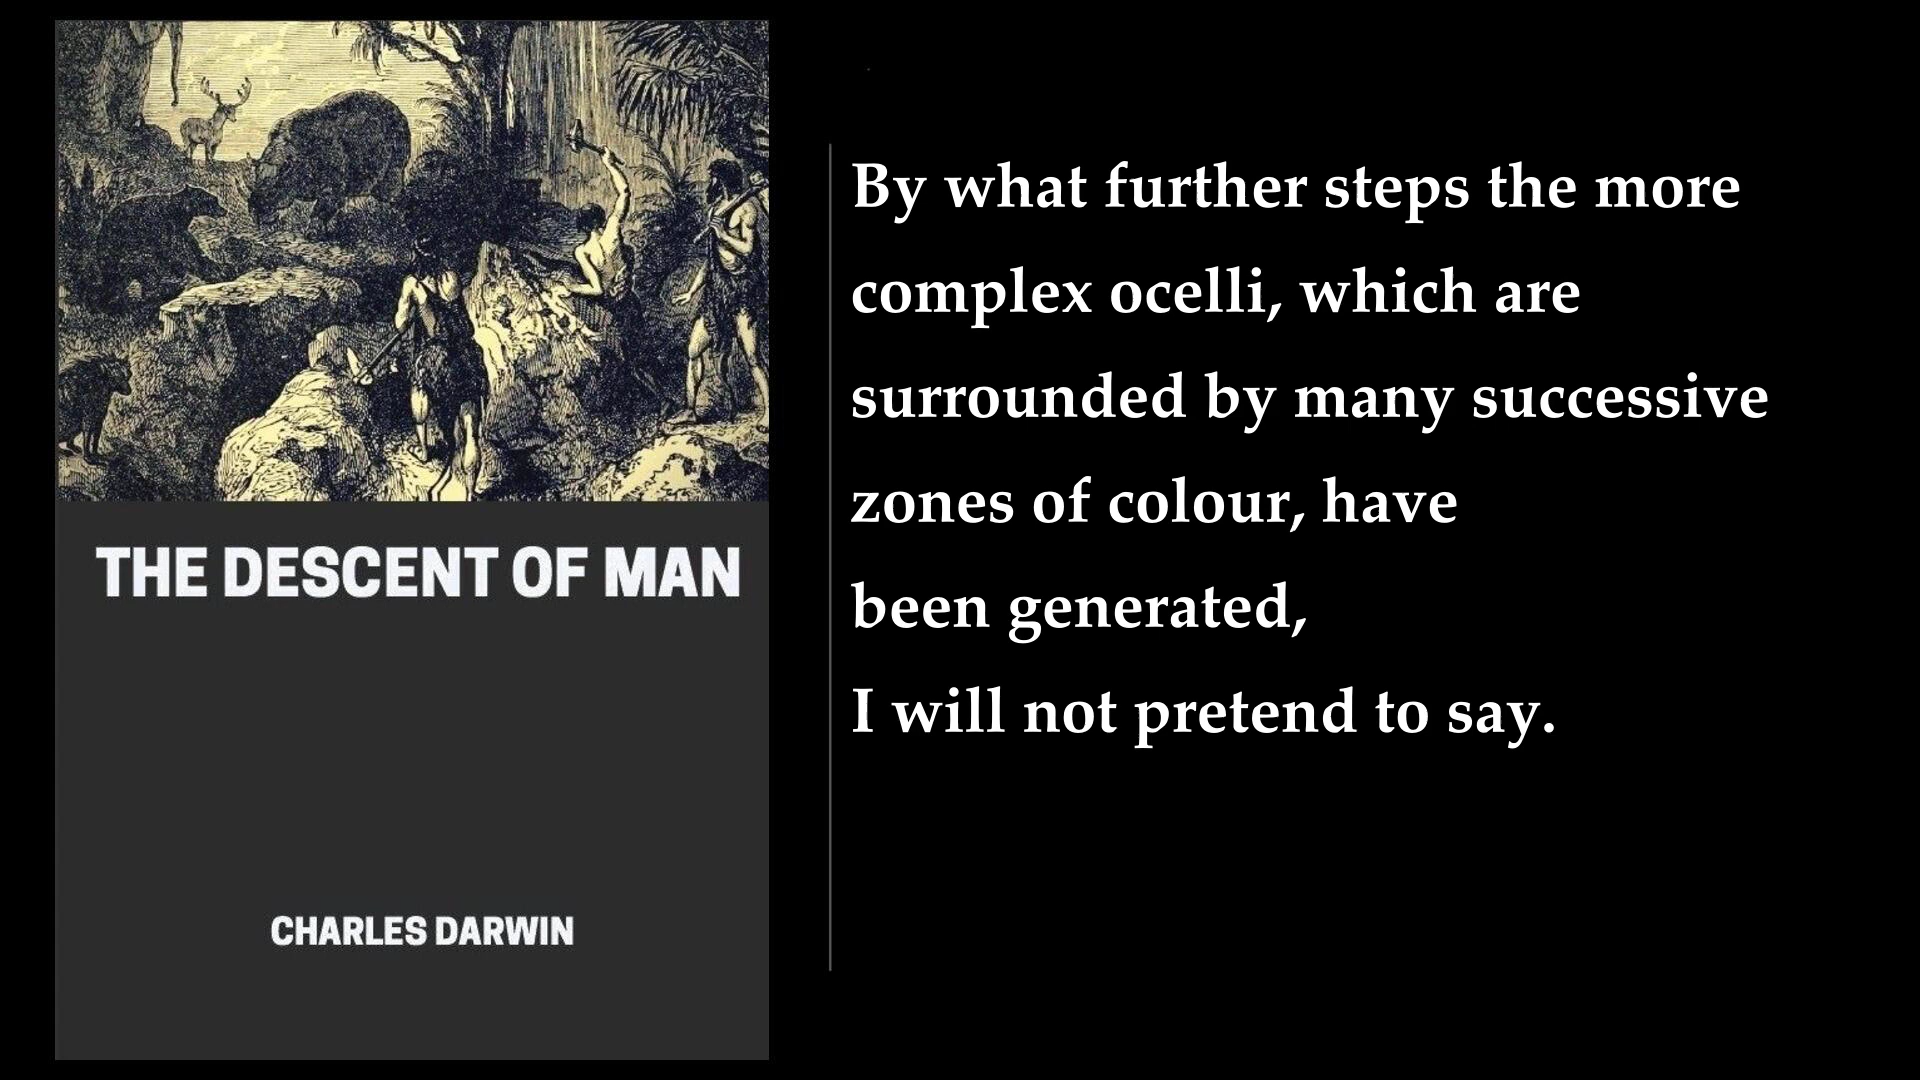 THE DESCENT OF MAN
CHARLES DARWIN
By what further steps the more
complex ocelli, which are
surrounded by many successive
zones of colour, have
been generated,
I will not pretend to say.